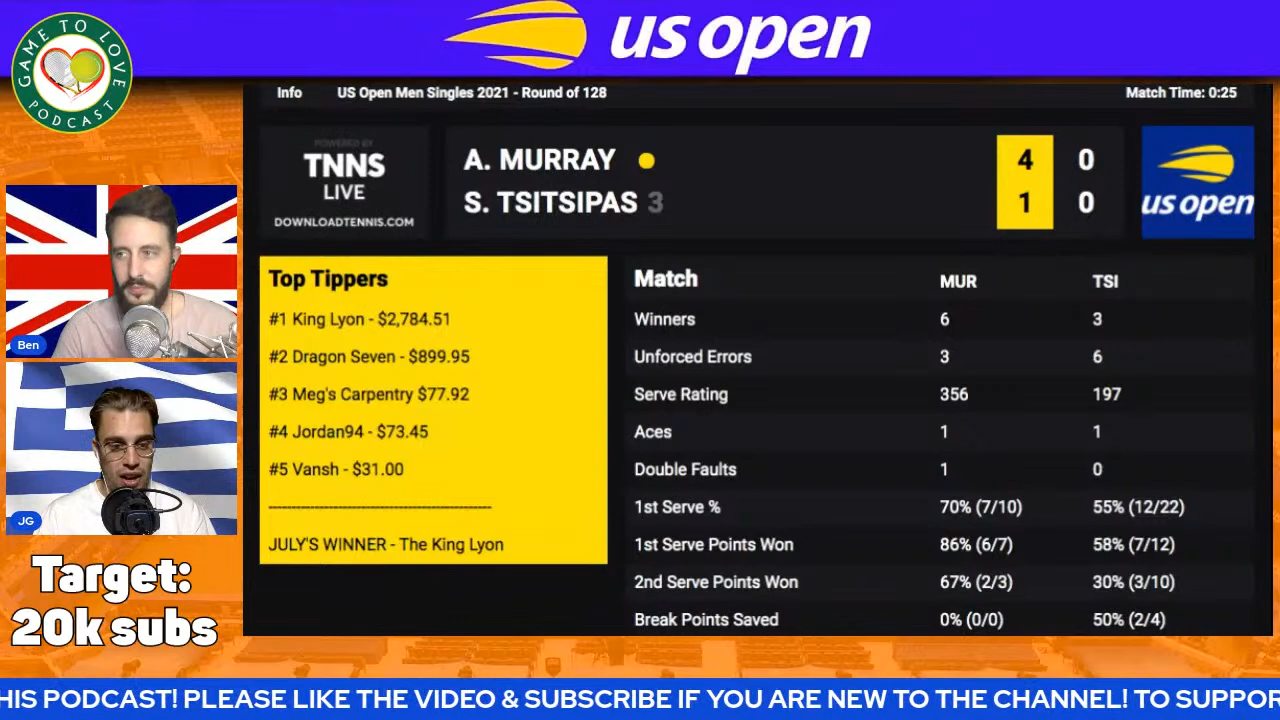 GAME TO LOVE
PODCAST
us open
Info US Open Men Singles 2021 - Round of 128 Match Time: 0:25
POWERED BY
TNNS
LIVE
DOWNLOADTENNIS.COM
A. MURRAY 4 0
S. TSITSIPAS 3 1 0
us open
Ben
JG
Target:
20k subs
Top Tippers
#1 King Lyon - $2,784.51
#2 Dragon Seven - $899.95
#3 Meg's Carpentry $77.92
#4 Jordan94 - $73.45
#5 Vansh - $31.00
---------------------------------------------
JULY'S WINNER - The King Lyon
Match MUR TSI
Winners 6 3
Unforced Errors 3 6
Serve Rating 356 197
Aces 1 1
Double Faults 1 0
1st Serve % 70% (7/10) 55% (12/22)
1st Serve Points Won 86% (6/7) 58% (7/12)
2nd Serve Points Won 67% (2/3) 30% (3/10)
Break Points Saved 0% (0/0) 50% (2/4)
HIS PODCAST! PLEASE LIKE THE VIDEO & SUBSCRIBE IF YOU ARE NEW TO THE CHANNEL! TO SUPPOR